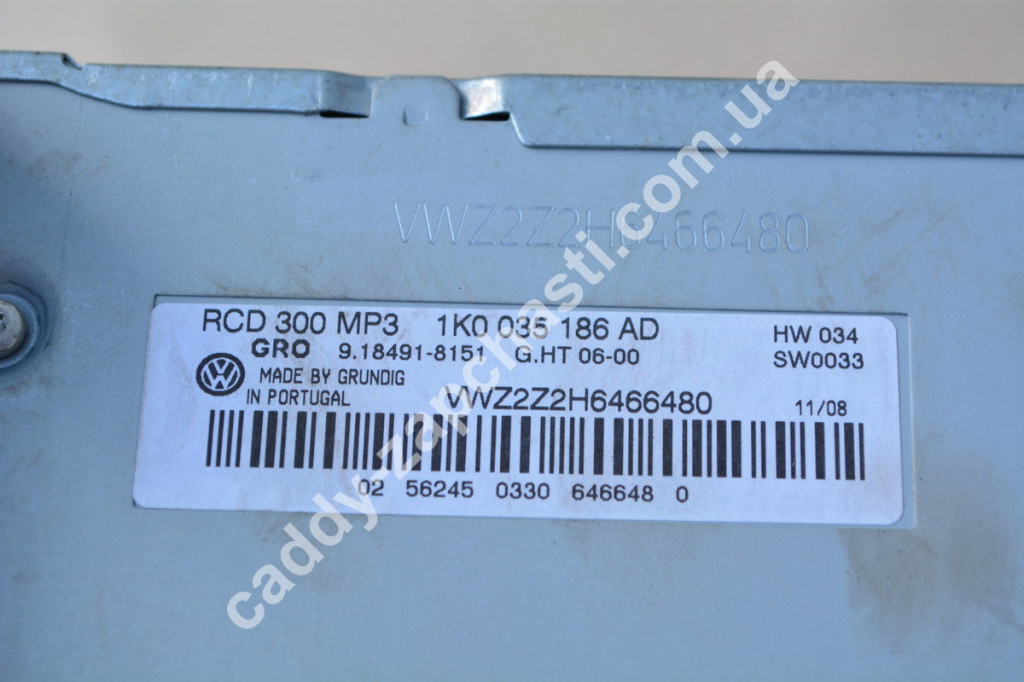 VWZ2Z2H6466480
RCD 300 MP3 1K0 035 186 AD HW 034
GRO 9.18491-8151 G.HT 06-00 SW0033
MADE BY GRUNDIG
IN PORTUGAL VWZ2Z2H6466480 11/08
02 56245 0330 646648 0
caddy-zapchasti.com.ua